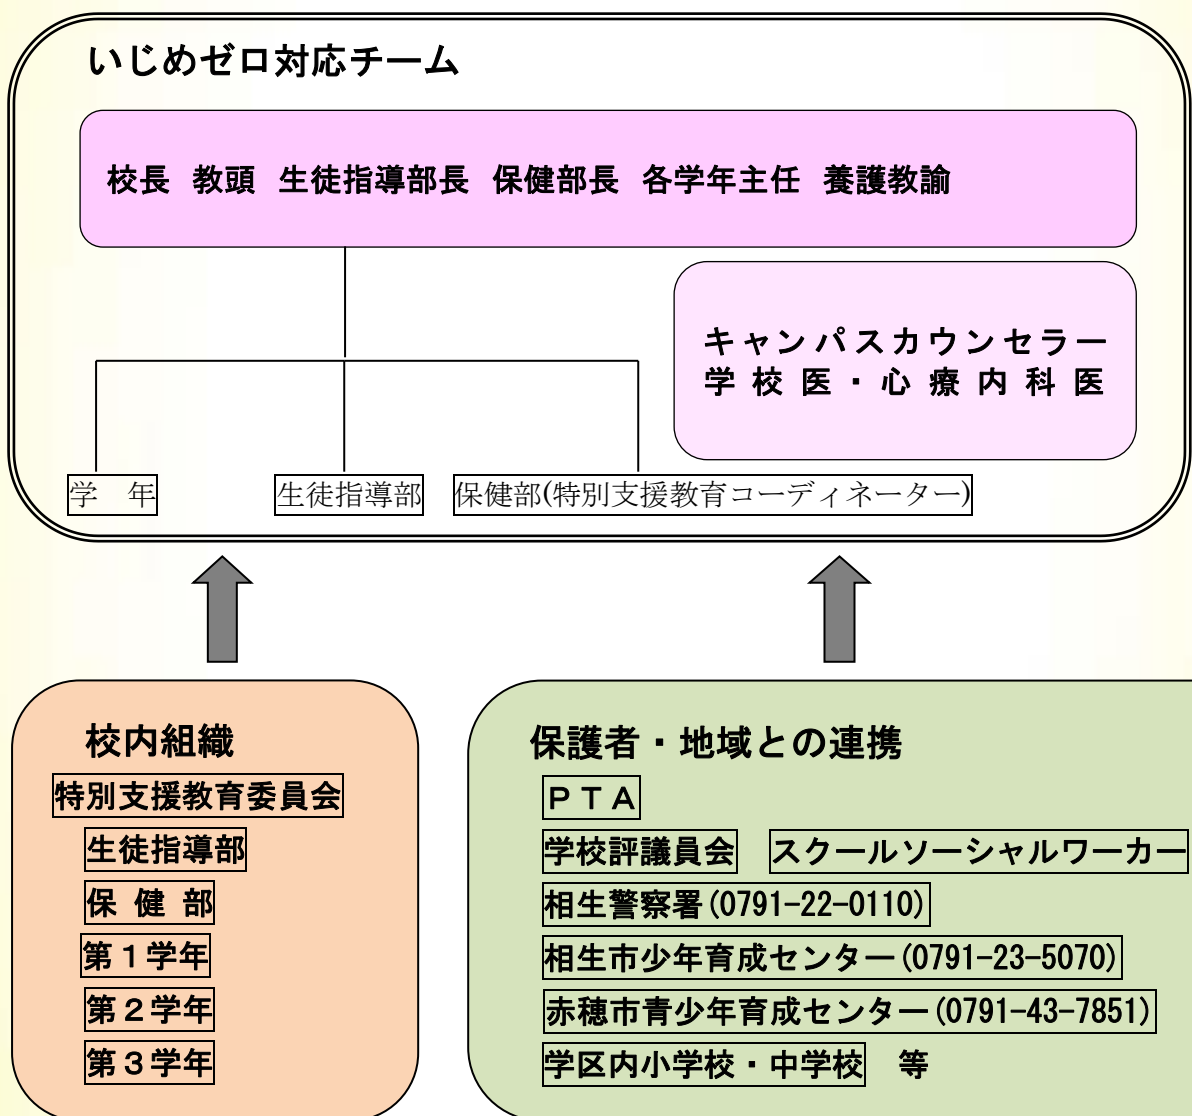 いじめゼロ対応チーム
校長 教頭 生徒指導部長 保健部長 各学年主任 養護教諭
キャンパスカウンセラー
学校医・心療内科医
学　年 生徒指導部 保健部(特別支援教育コーディネーター)
校内組織
特別支援教育委員会
生徒指導部
保 健 部
第１学年
第２学年
第３学年
保護者・地域との連携
ＰＴＡ
学校評議員会 スクールソーシャルワーカー
相生警察署(0791-22-0110)
相生市少年育成センター(0791-23-5070)
赤穂市青少年育成センター(0791-43-7851)
学区内小学校・中学校 等